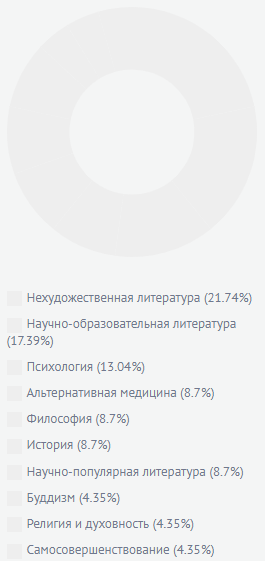 Нехудожественная литература (21.74%)
Научно-образовательная литература
(17.39%)
Психология (13.04%)
Альтернативная медицина (8.7%)
Философия (8.7%)
История (8.7%)
Научно-популярная литература (8.7%)
Буддизм (4.35%)
Религия и духовность (4.35%)
Самосовершенствование (4.35%)